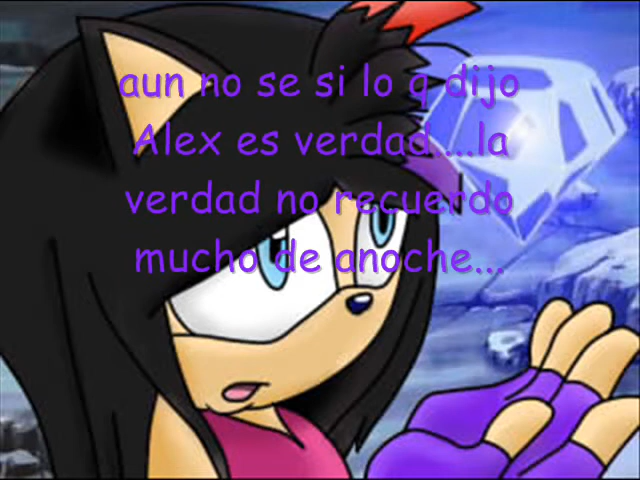 aun no se si lo q dijo
Alex es verdad ...la
verdad no recuerdo
mucho de anoche...